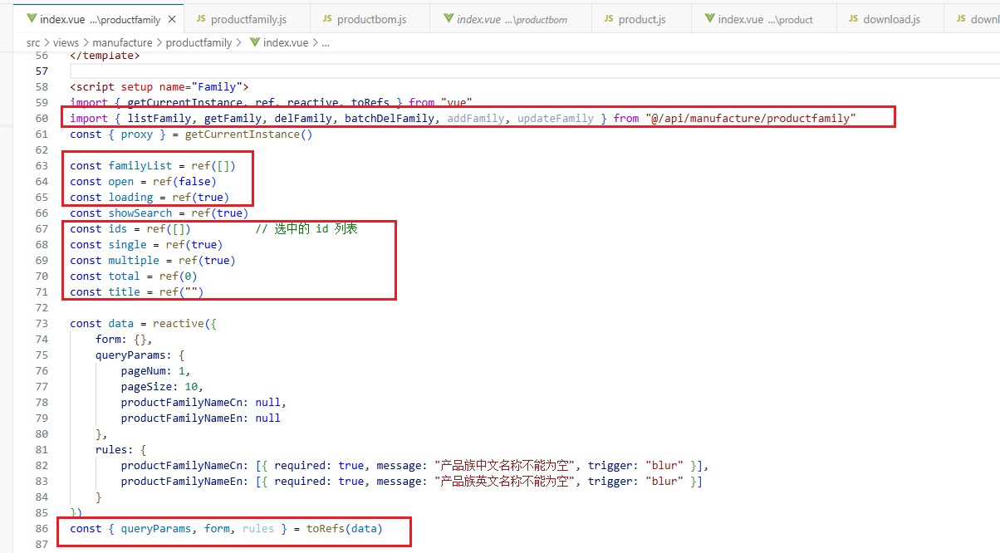 index.vue ...\productfamily × JS productfamily.js JS productbom.js index.vue ...\productbom JS product.js index.vue ...\product JS download.js JS downl
src > views > manufacture > productfamily > index.vue > ...
56 </template>
57
58 <script setup name="Family">
59 import { getCurrentInstance, ref, reactive, toRefs } from "vue"
60 import { listFamily, getFamily, delFamily, batchDelFamily, addFamily, updateFamily } from "@/api/manufacture/productfamily"
61 const { proxy } = getCurrentInstance()
62
63 const familyList = ref([])
64 const open = ref(false)
65 const loading = ref(true)
66 const showSearch = ref(true)
67 const ids = ref([]) // 选中的 id 列表
68 const single = ref(true)
69 const multiple = ref(true)
70 const total = ref(0)
71 const title = ref("")
72
73 const data = reactive({
74 form: {},
75 queryParams: {
76 pageNum: 1,
77 pageSize: 10,
78 productFamilyNameCn: null,
79 productFamilyNameEn: null
80 },
81 rules: {
82 productFamilyNameCn: [{ required: true, message: "产品族中文名称不能为空", trigger: "blur" }],
83 productFamilyNameEn: [{ required: true, message: "产品族英文名称不能为空", trigger: "blur" }]
84 }
85 })
86 const { queryParams, form, rules } = toRefs(data)
87